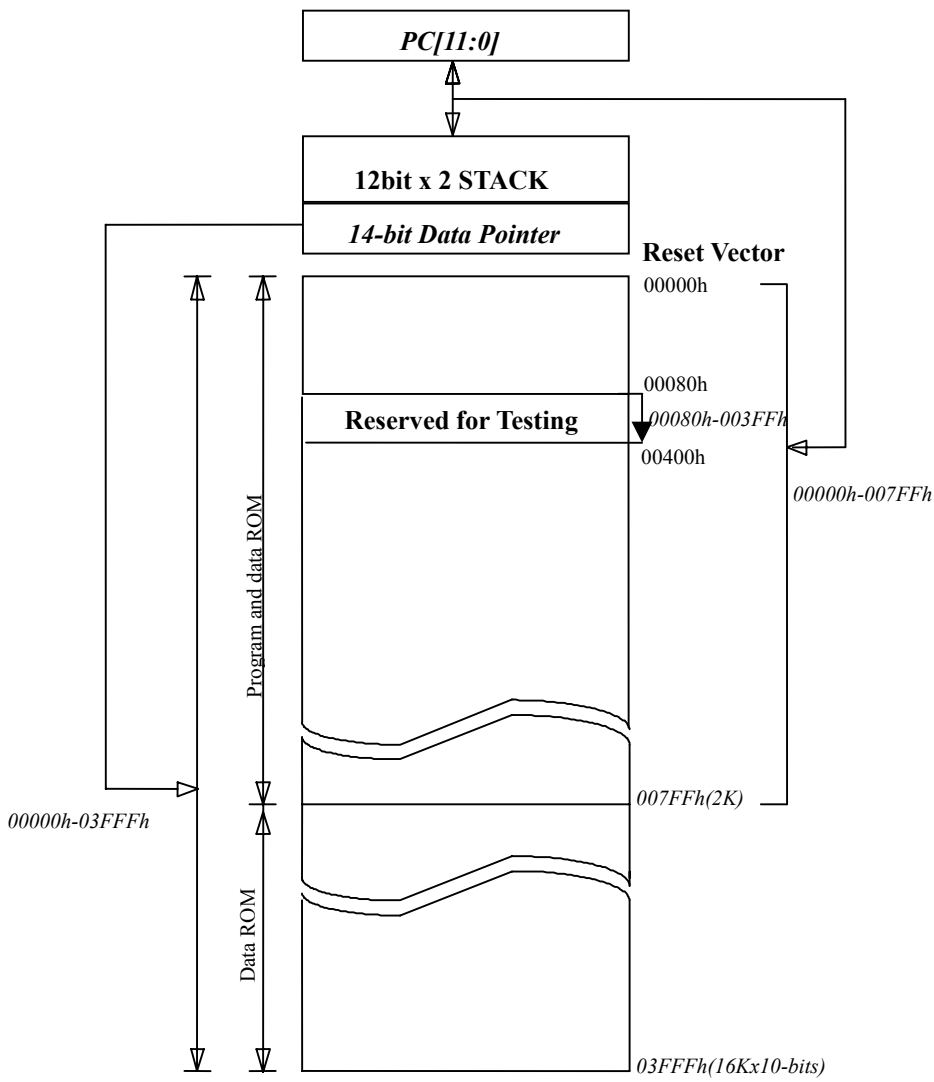 PC[11:0]
12bit x 2 STACK
14-bit Data Pointer
Reset Vector
00000h
00080h
Reserved for Testing
00080h-003FFh
00400h
00000h-007FFh
Program and data ROM
007FFh(2K)
00000h-03FFFh
Data ROM
03FFFh(16Kx10-bits)